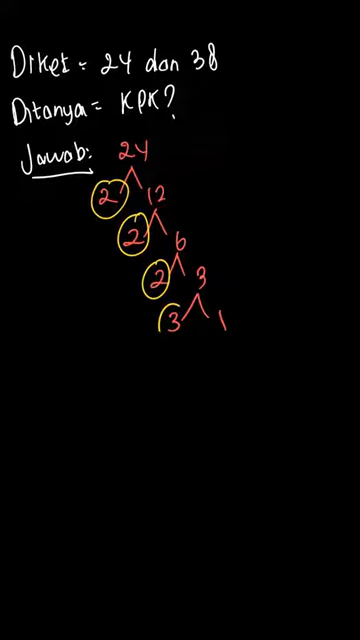 Diket = 24 dan 38
Ditanya = KPK?
Jawab: 24
2 12
2 6
2 3
3 1